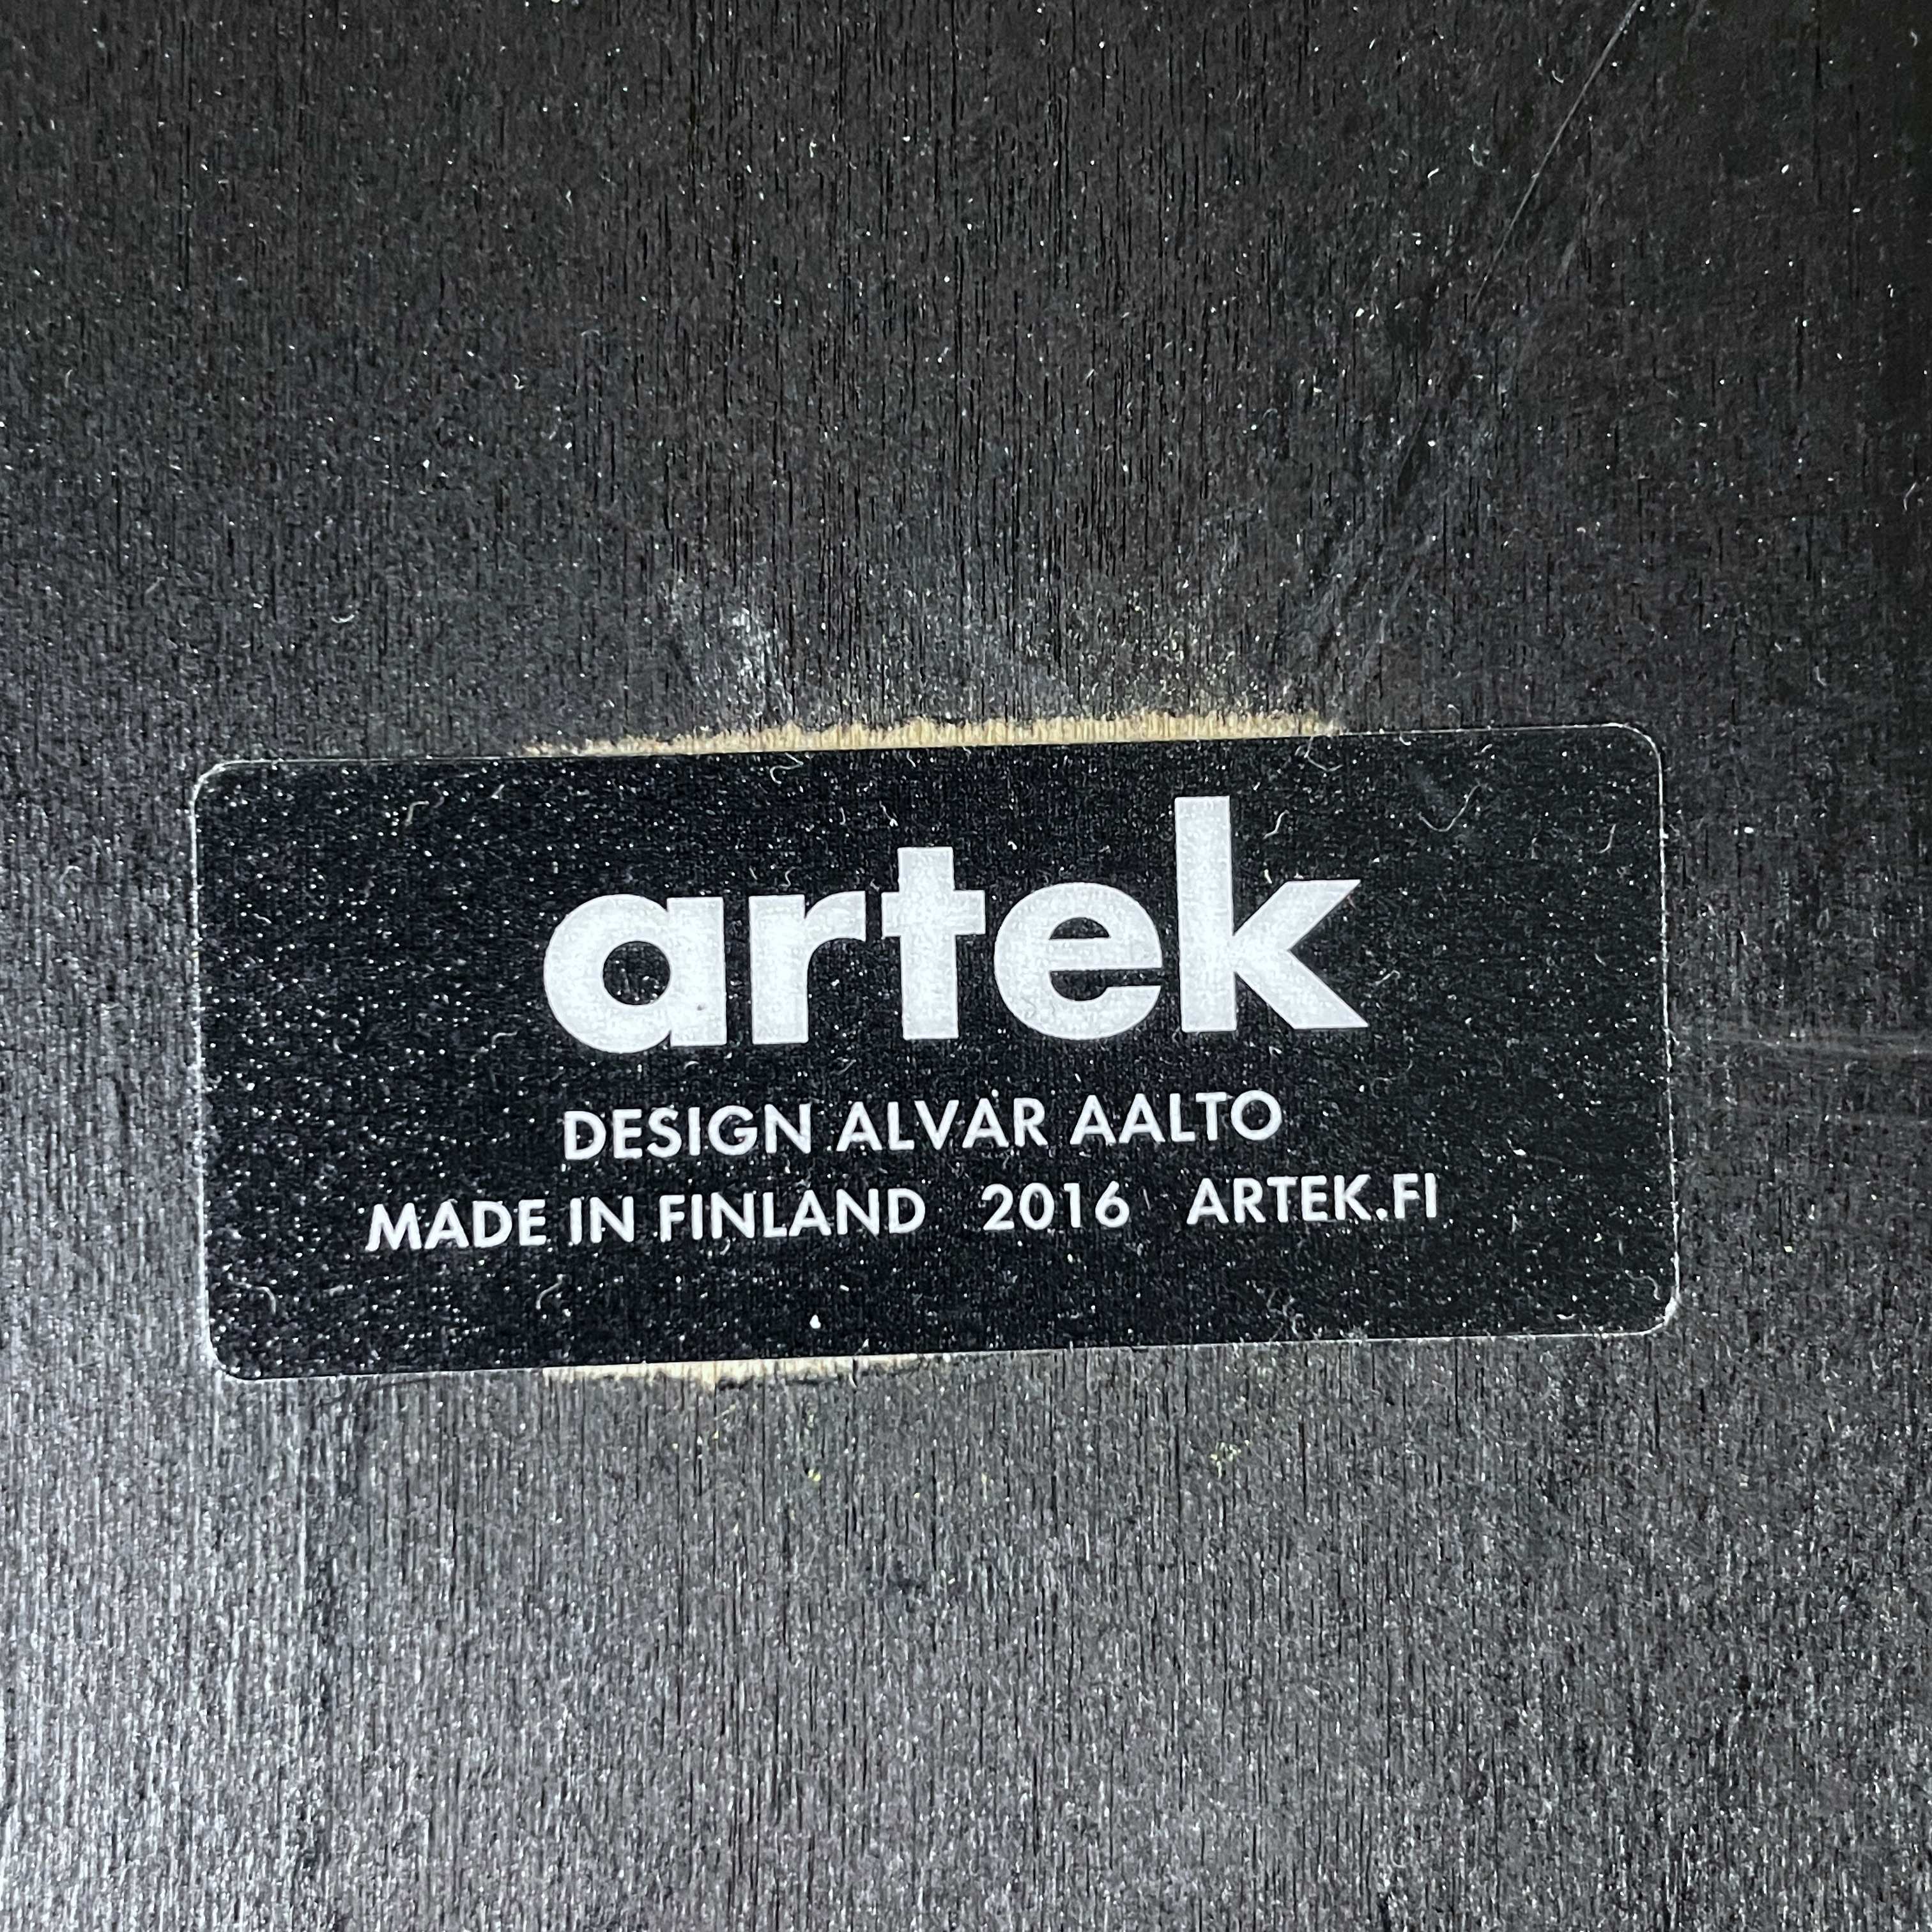 artek
DESIGN ALVAR AALTO
MADE IN FINLAND 2016 ARTEK.FI